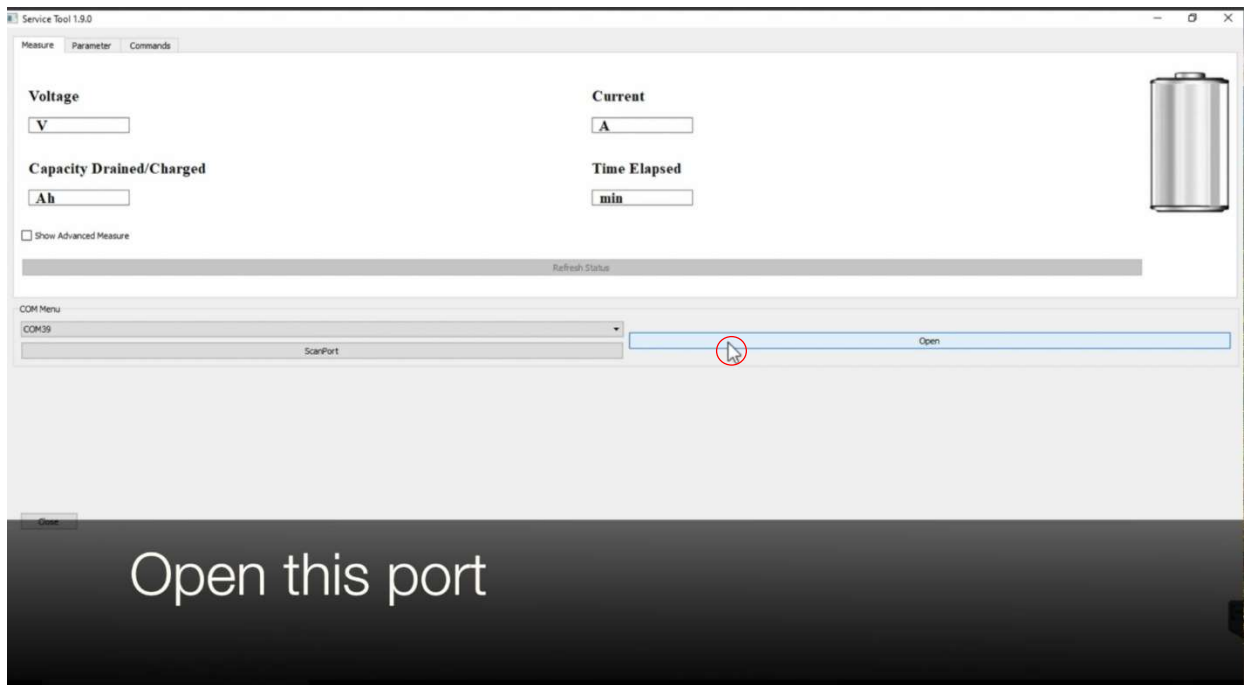 Service Tool 1.9.0
Measure Parameter Commands
Voltage Current
V A
Capacity Drained/Charged Time Elapsed
Ah min
Show Advanced Measure
Refresh Status
COM Menu
COM39
Open
ScanPort
Close
Open this port